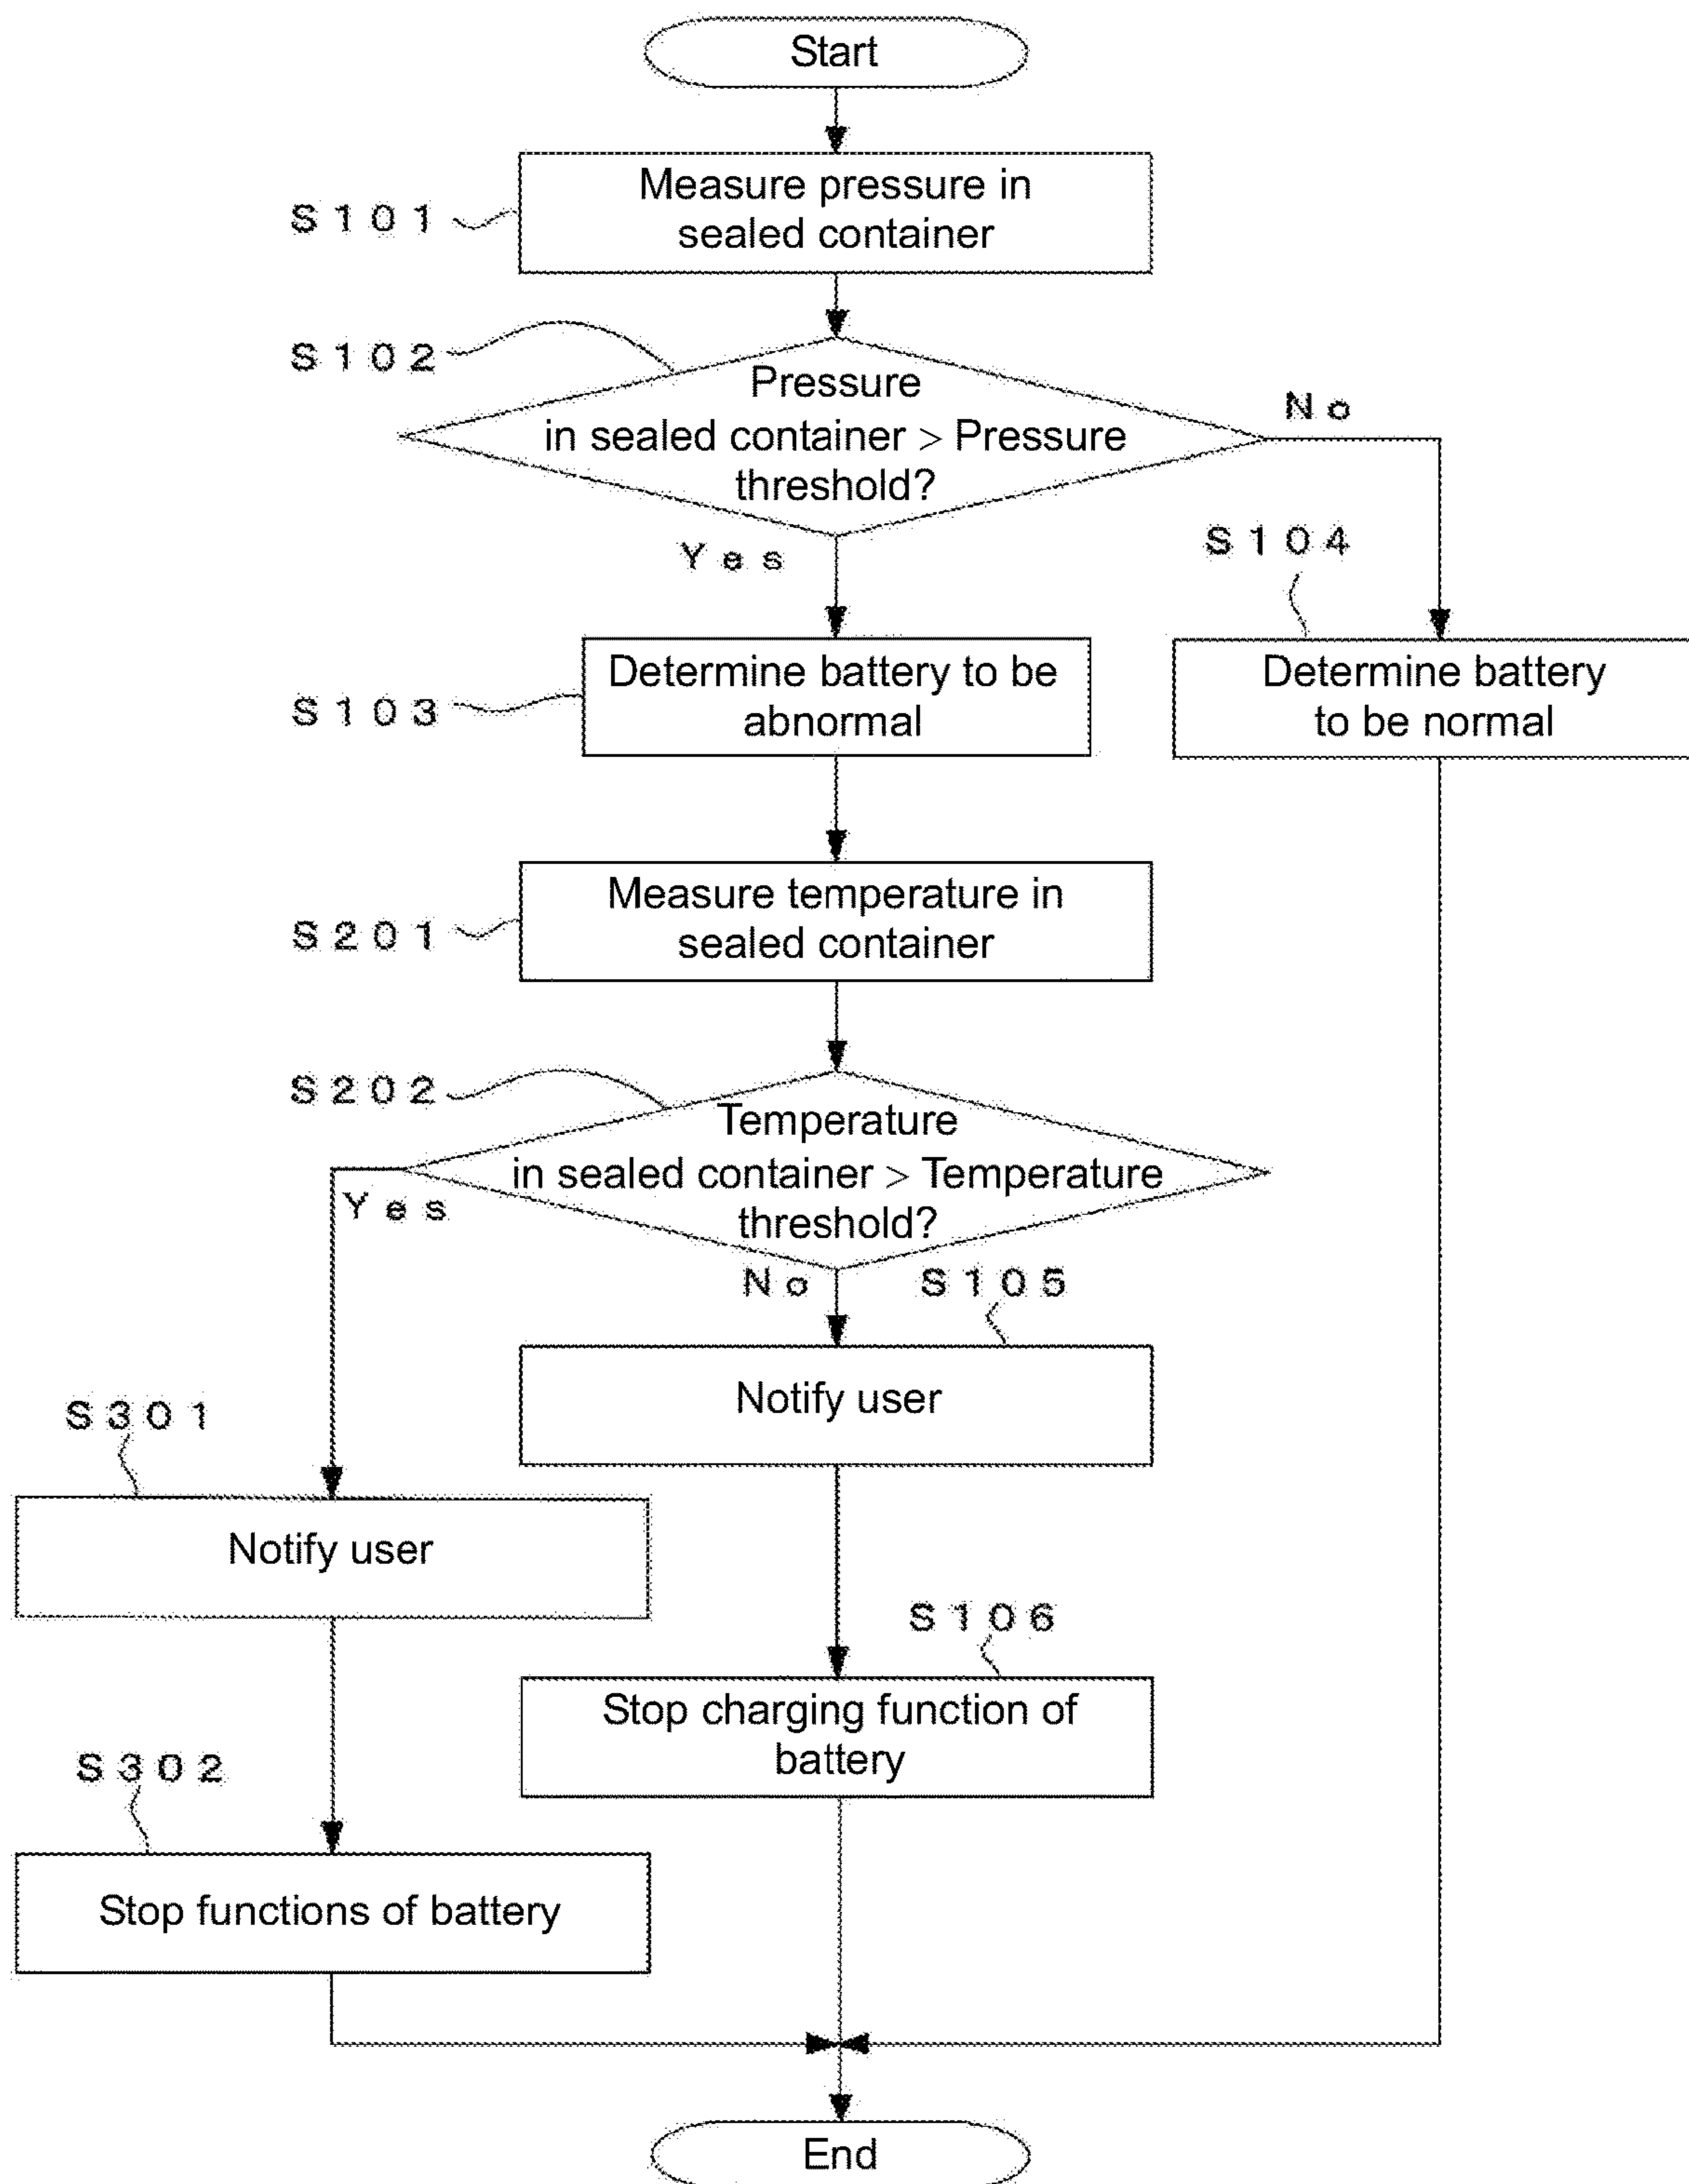 Start
S101
Measure pressure in
sealed container
S102
Pressure
in sealed container > Pressure
threshold?
No
Yes
S104
S103
Determine battery to be
abnormal
Determine battery
to be normal
S201
Measure temperature in
sealed container
S202
Temperature
in sealed container > Temperature
threshold?
Yes
No
S105
Notify user
S301
Notify user
S106
Stop charging function of
battery
S302
Stop functions of battery
End